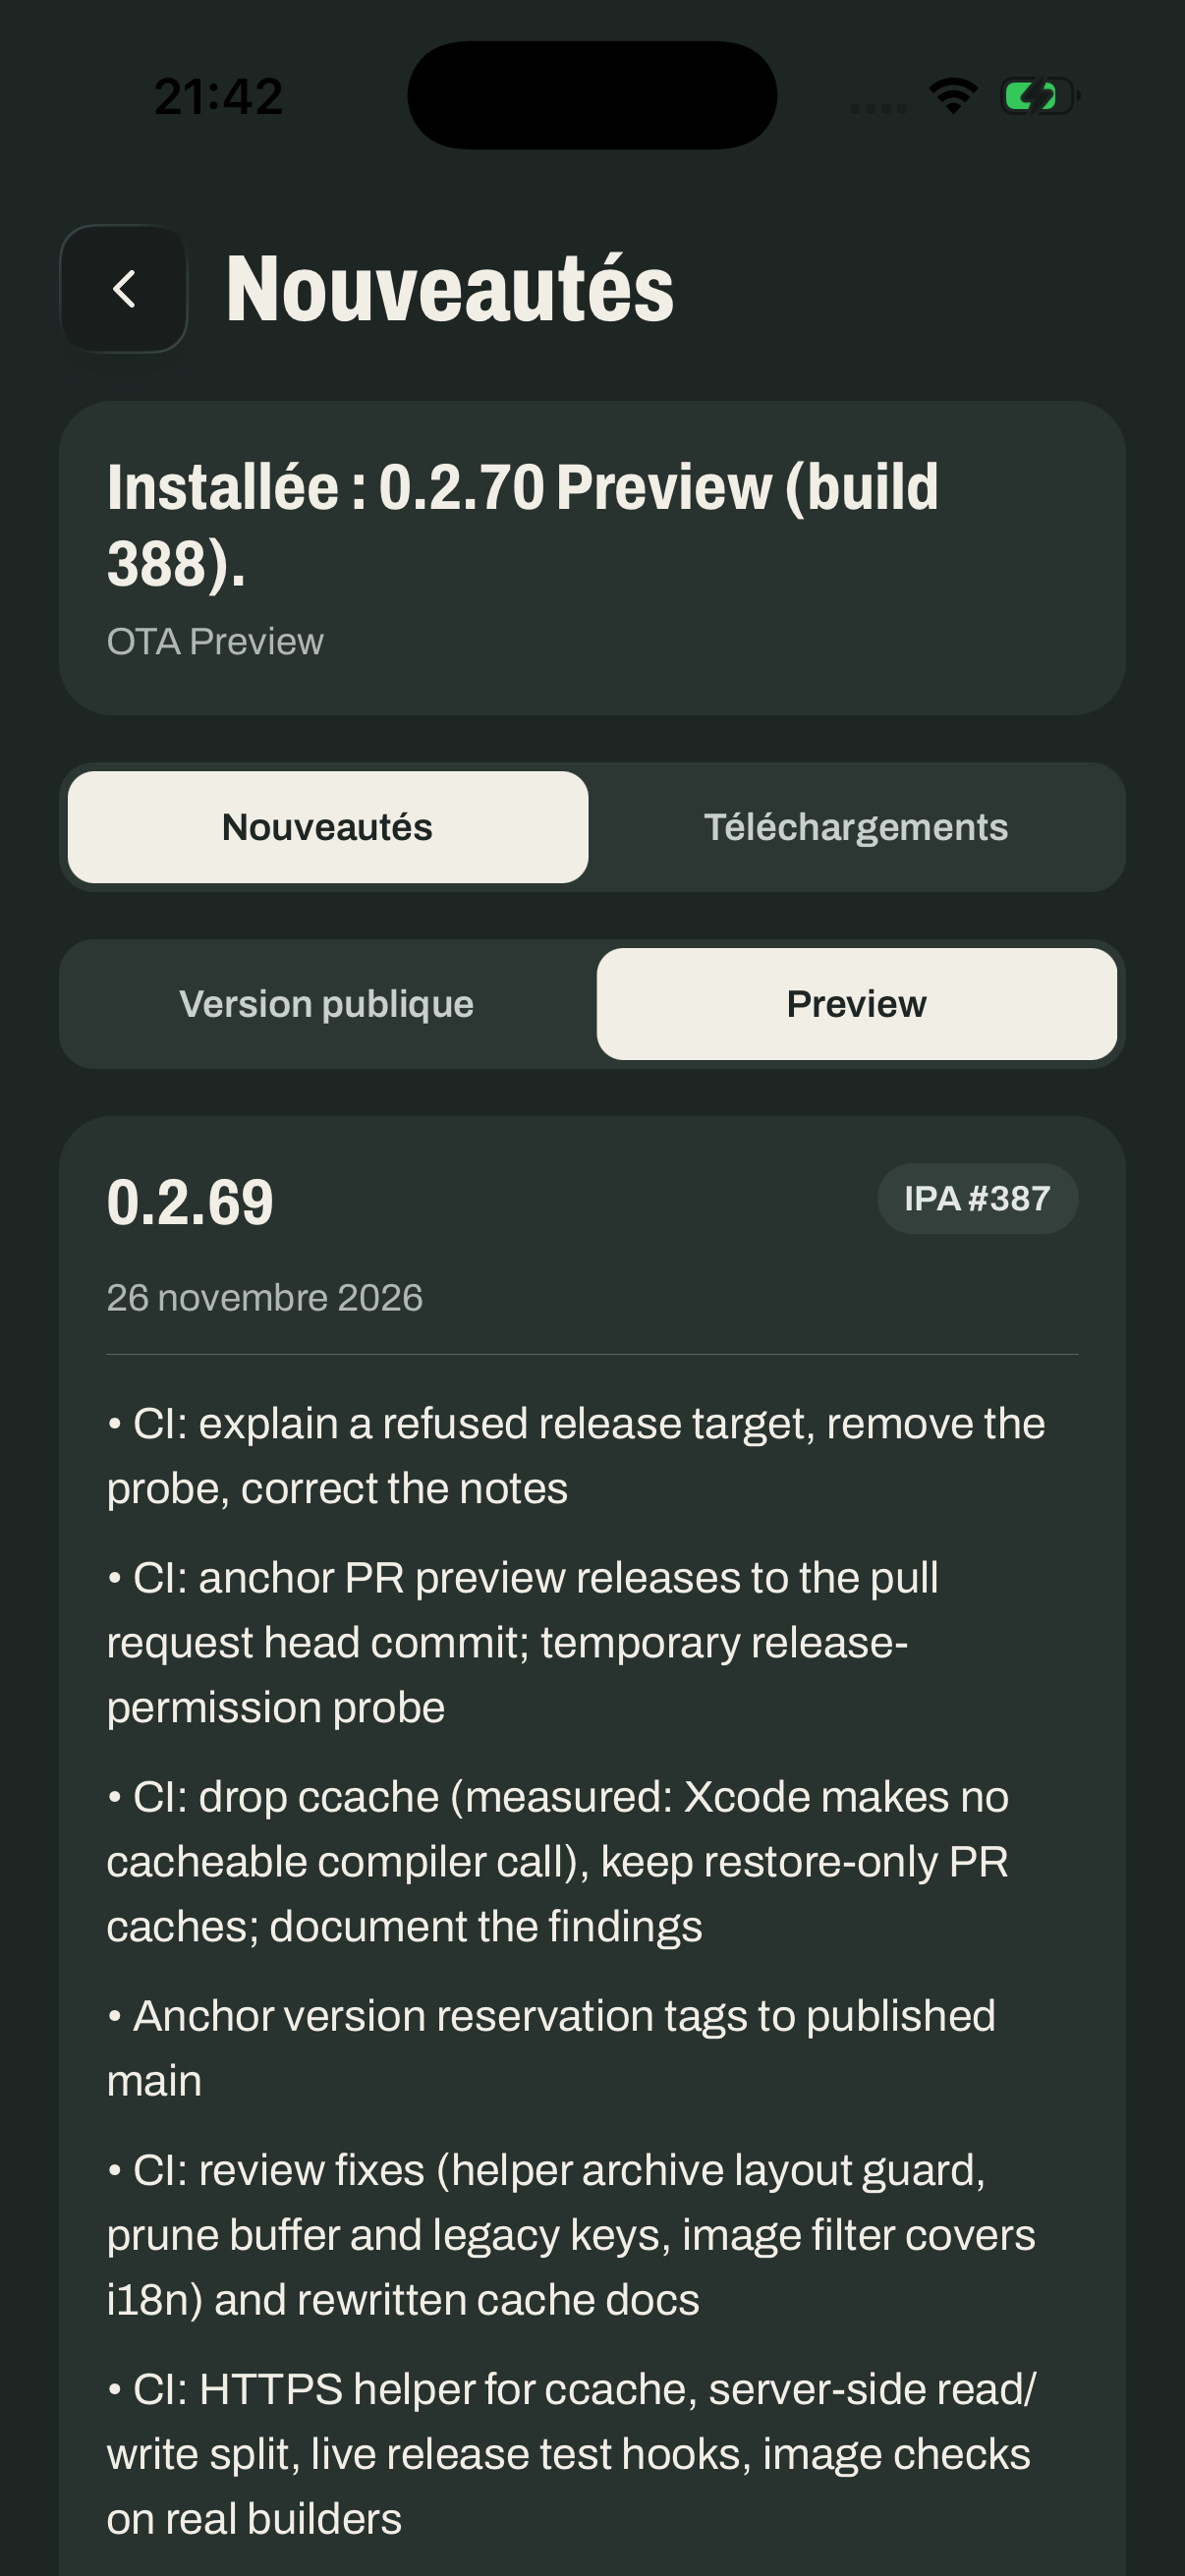 21:42
Nouveautés
Installée : 0.2.70 Preview (build
388).
OTA Preview
Nouveautés
Téléchargements
Version publique
Preview
0.2.69
IPA #387
26 novembre 2026
• CI: explain a refused release target, remove the
probe, correct the notes
• CI: anchor PR preview releases to the pull
request head commit; temporary release-
permission probe
• CI: drop ccache (measured: Xcode makes no
cacheable compiler call), keep restore-only PR
caches; document the findings
• Anchor version reservation tags to published
main
• CI: review fixes (helper archive layout guard,
prune buffer and legacy keys, image filter covers
i18n) and rewritten cache docs
• CI: HTTPS helper for ccache, server-side read/
write split, live release test hooks, image checks
on real builders